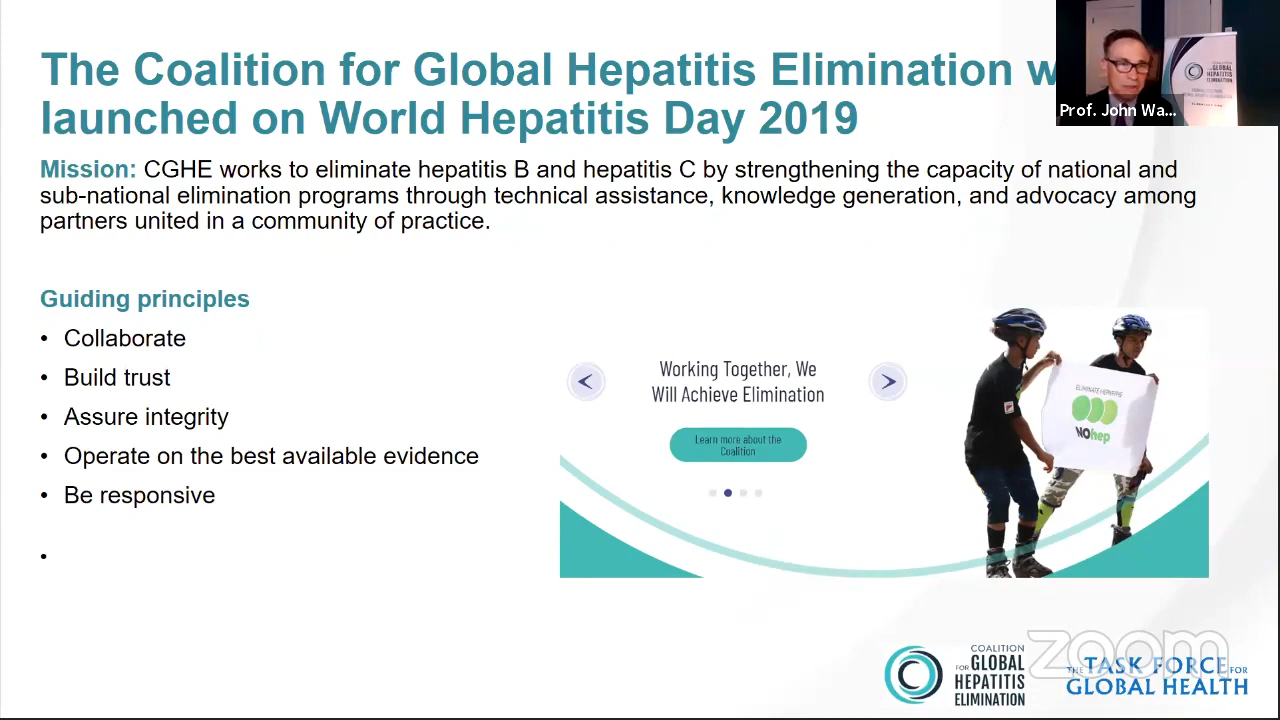 The Coalition for Global Hepatitis Elimination w
launched on World Hepatitis Day 2019
Prof. John Wa...
COALITION
FOR GLOBAL
HEPATITIS
ELIMINATION
Mission: CGHE works to eliminate hepatitis B and hepatitis C by strengthening the capacity of national and
sub-national elimination programs through technical assistance, knowledge generation, and advocacy among
partners united in a community of practice.
Guiding principles
• Collaborate
• Build trust
• Assure integrity
• Operate on the best available evidence
• Be responsive
•
<
Working Together, We
Will Achieve Elimination
>
Learn more about the
Coalition
NOhep
COALITION
FOR GLOBAL
HEPATITIS
ELIMINATION
zoom
THE TASK FORCE FOR
GLOBAL HEALTH